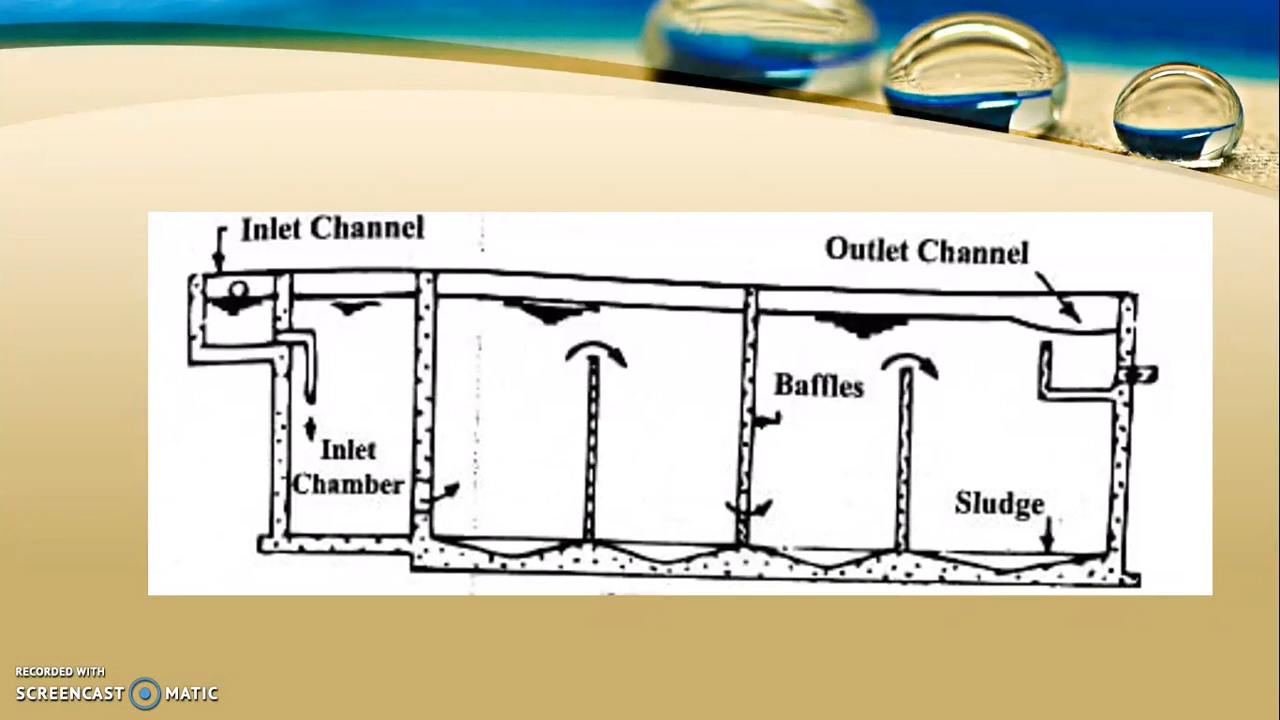 Inlet Channel
Outlet Channel
Baffles
Inlet
Chamber
Sludge
RECORDED WITH
SCREENCAST MATIC